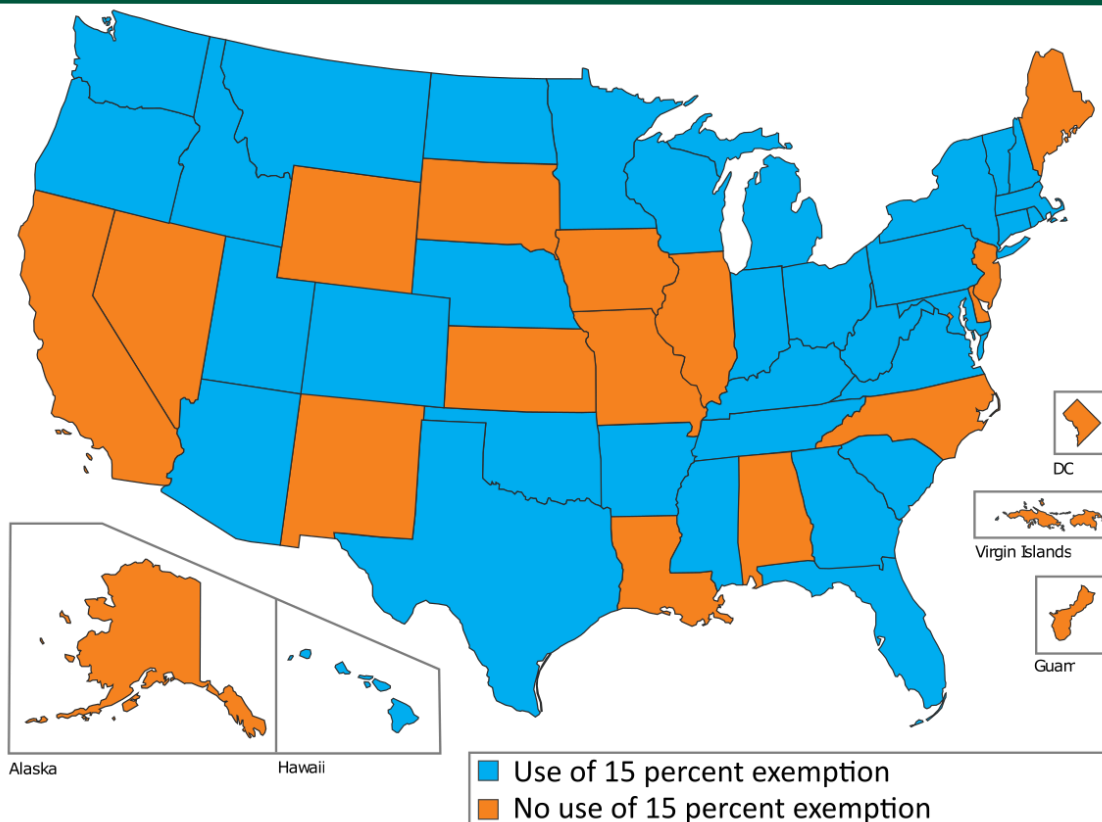 DC
Virgin Islands
Guam
Alaska
Hawaii
Use of 15 percent exemption
No use of 15 percent exemption